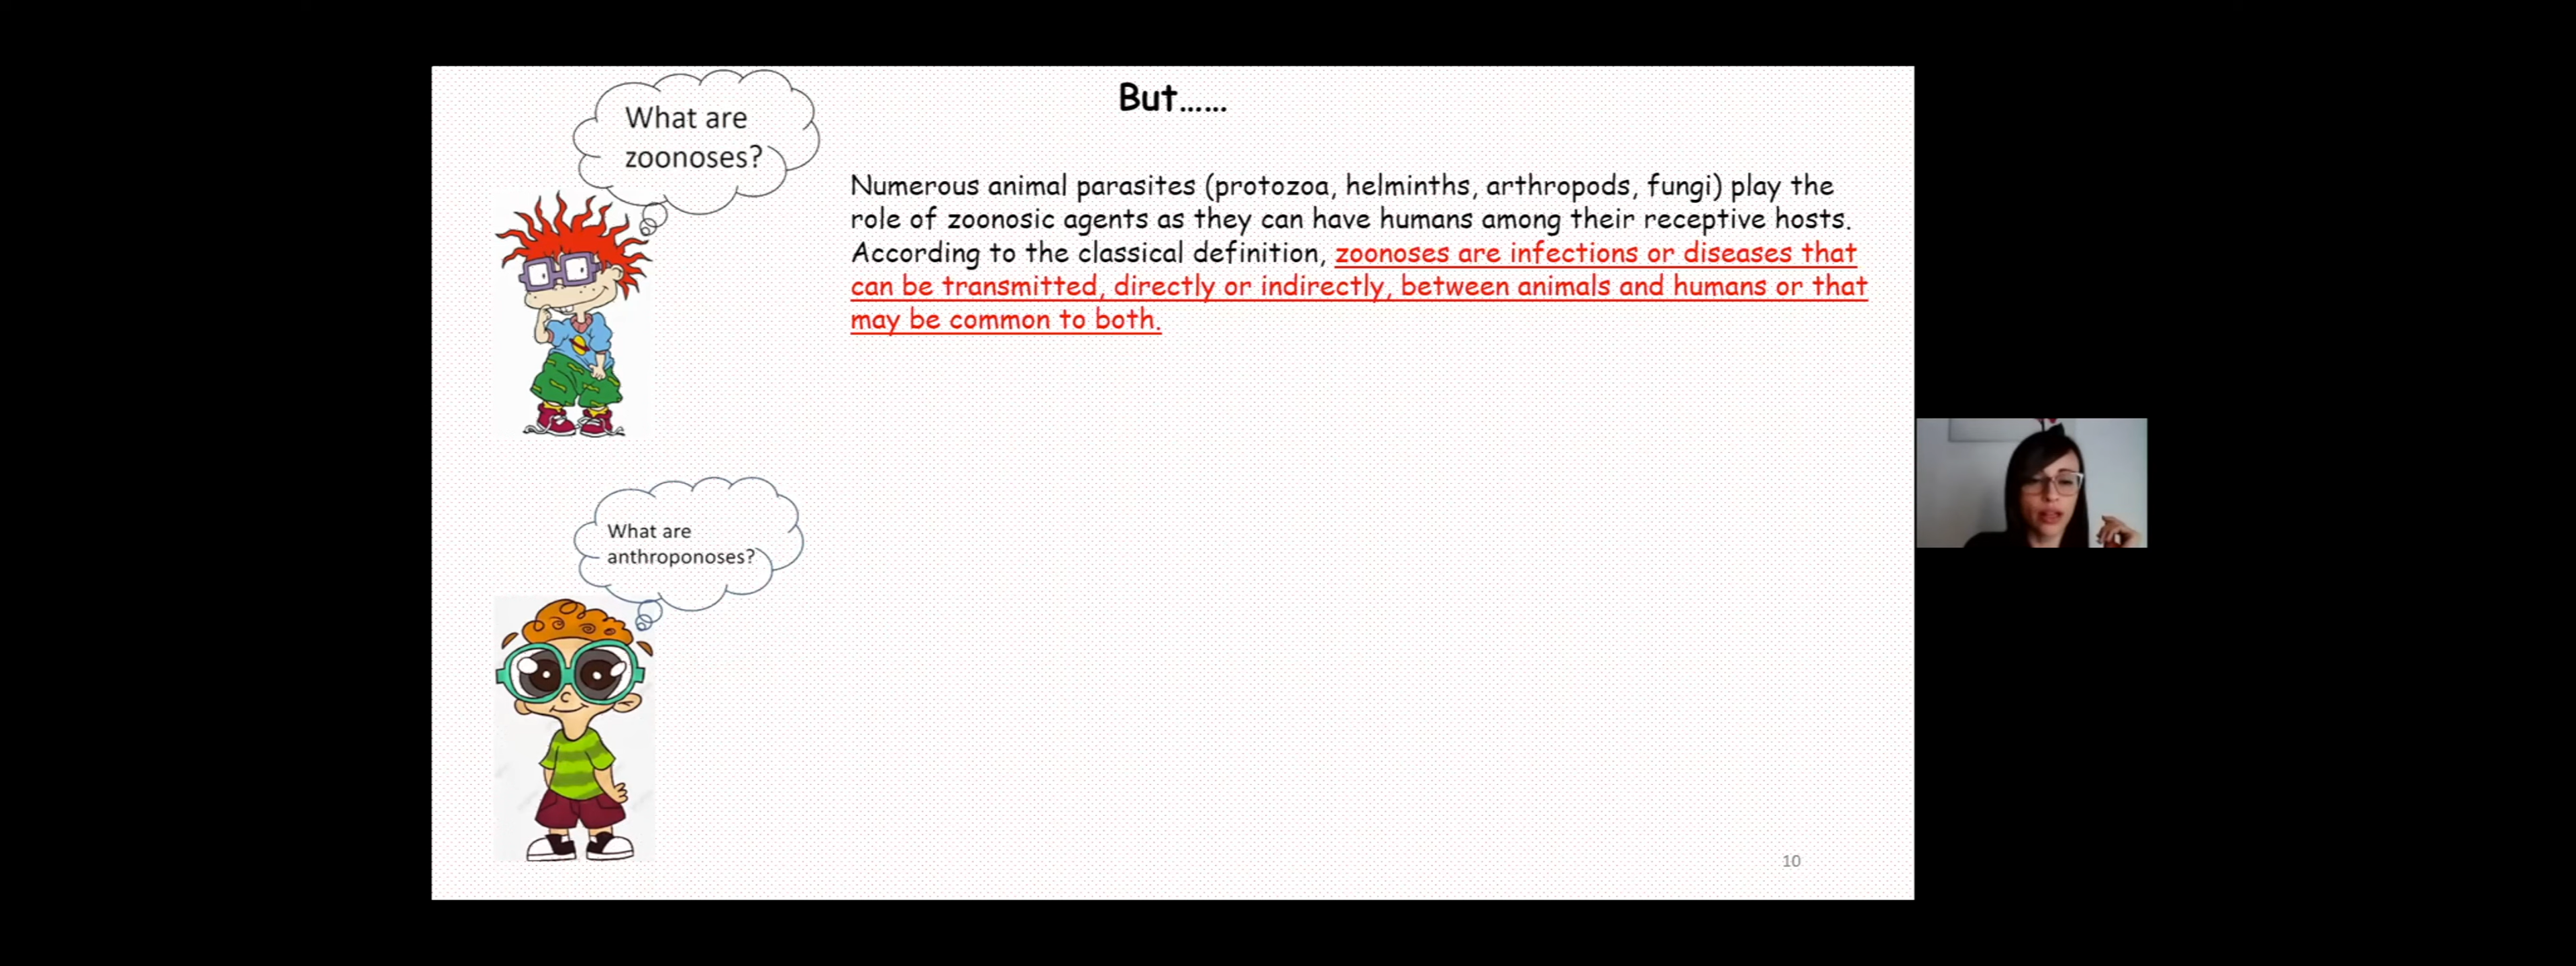 But......
What are
zoonoses?
Numerous animal parasites (protozoa, helminths, arthropods, fungi) play the
role of zoonosic agents as they can have humans among their receptive hosts.
According to the classical definition, zoonoses are infections or diseases that
can be transmitted, directly or indirectly, between animals and humans or that
may be common to both.
What are
anthroponoses?
10